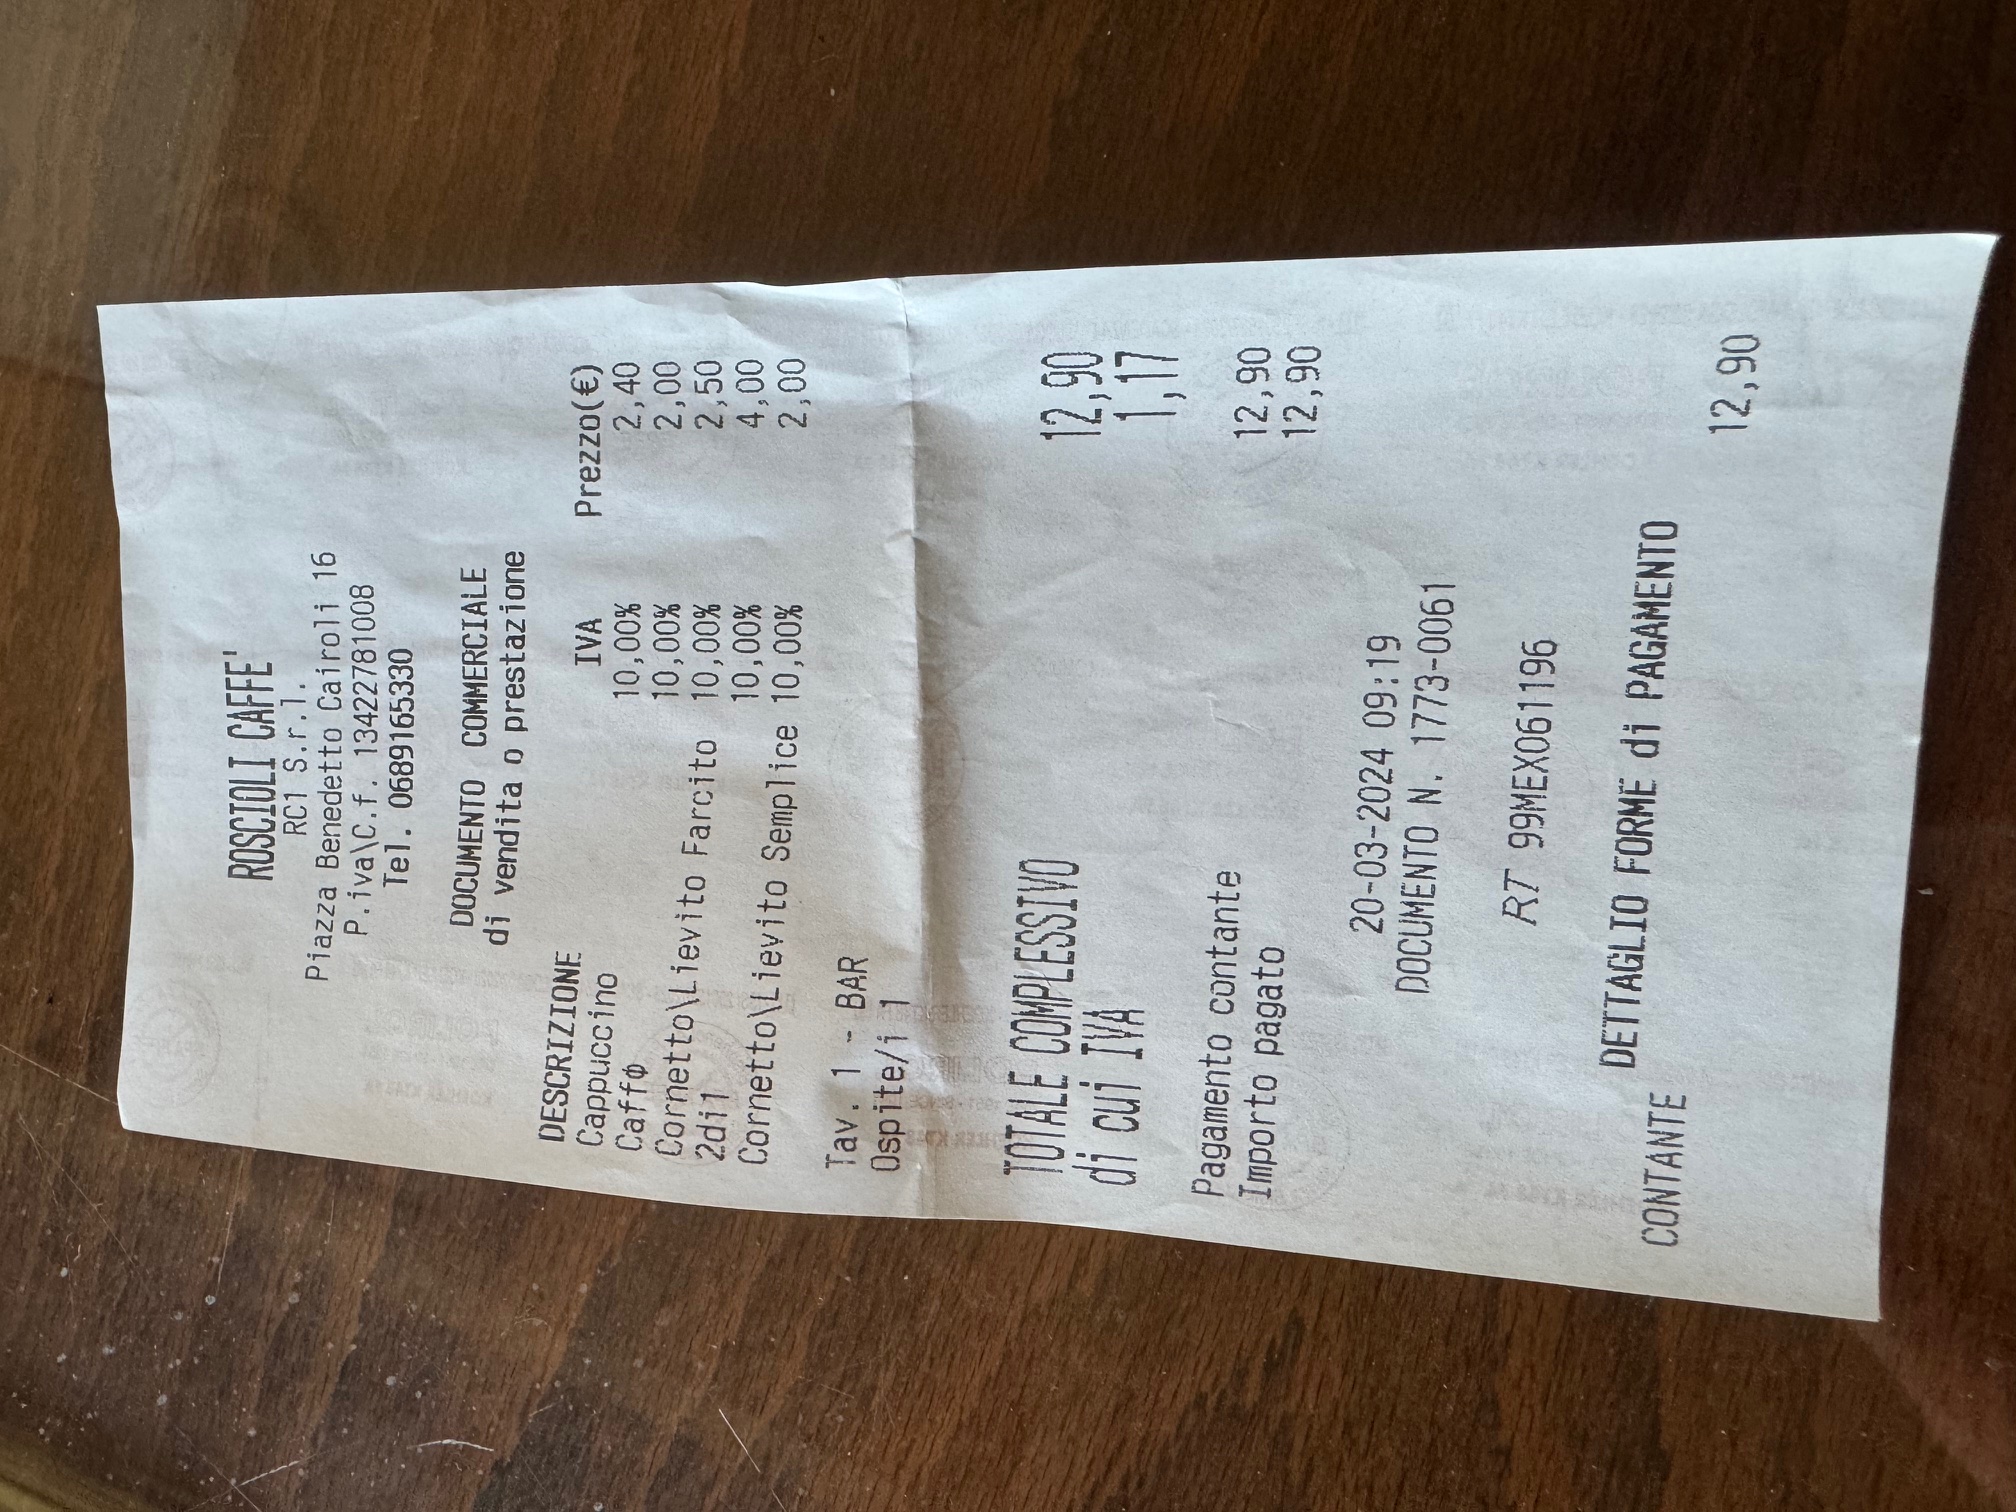 ROSCIOLI CAFFE'
RC1 S.r.l.
Piazza Benedetto Cairoli 16
P.iva\C.f. 13422781008
Tel. 0689165330
DOCUMENTO COMMERCIALE
di vendita o prestazione
DESCRIZIONE IVA Prezzo(€)
Cappuccino 10,00% 2,40
Caffφ 10,00% 2,00
Cornetto\Lievito Farcito 10,00% 2,50
2di1 10,00% 4,00
Cornetto\Lievito Semplice 10,00% 2,00
Tav. 1 - BAR
Ospite/i 1
TOTALE COMPLESSIVO 12,90
di cui IVA 1,17
Pagamento contante 12,90
Importo pagato 12,90
20-03-2024 09:19
DOCUMENTO N. 1773-0061
RT 99MEX061196
DETTAGLIO FORME di PAGAMENTO
CONTANTE 12,90